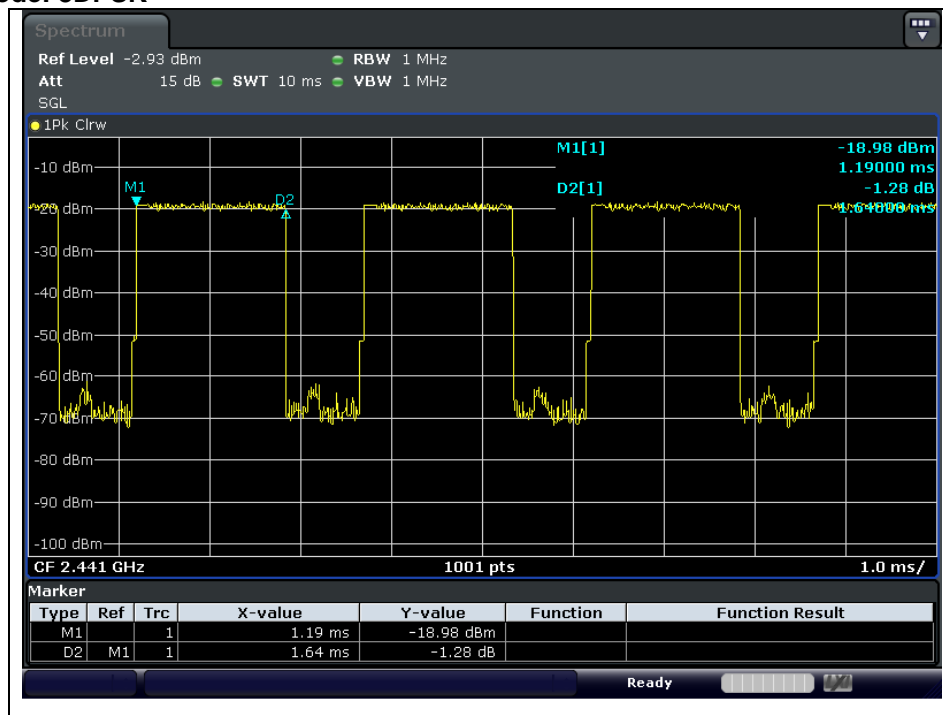 Spectrum
Ref Level -2.93 dBm RBW 1 MHz
Att 15 dB SWT 10 ms VBW 1 MHz
SGL
1Pk Clrw
M1[1] -18.98 dBm
1.19000 ms
D2[1] -1.28 dB
M1
D2
-10 dBm
-20 dBm
-30 dBm
-40 dBm
-50 dBm
-60 dBm
-70 dBm
-80 dBm
-90 dBm
-100 dBm
CF 2.441 GHz 1001 pts 1.0 ms/
Marker
Type Ref Trc X-value Y-value Function Function Result
M1 1 1.19 ms -18.98 dBm
D2 M1 1 1.64 ms -1.28 dB
Ready